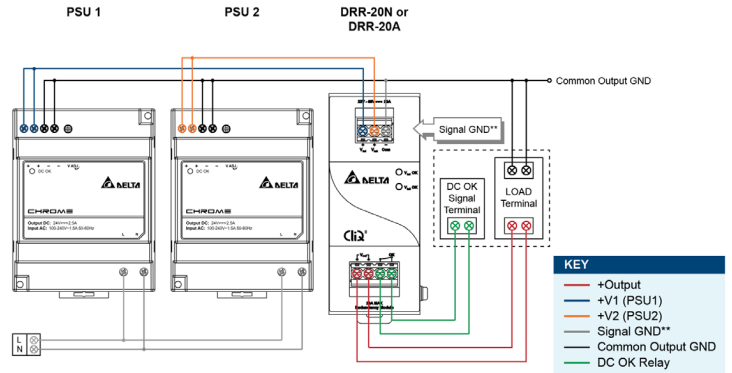 PSU 1
PSU 2
DRR-20N or
DRR-20A
Common Output GND
Signal GND**
+ + - - V ADJ.
DC OK
DELTA
CHROME
Output DC: 24V 2.5A
Input AC: 100-240V~1.5A 50-60Hz
L N
+ + - - V ADJ.
DC OK
DELTA
CHROME
Output DC: 24V 2.5A
Input AC: 100-240V~1.5A 50-60Hz
L N
DELTA
CliQ
DC OK
Signal
Terminal
LOAD
Terminal
L
N
KEY
+Output
+V1 (PSU1)
+V2 (PSU2)
Signal GND**
Common Output GND
DC OK Relay